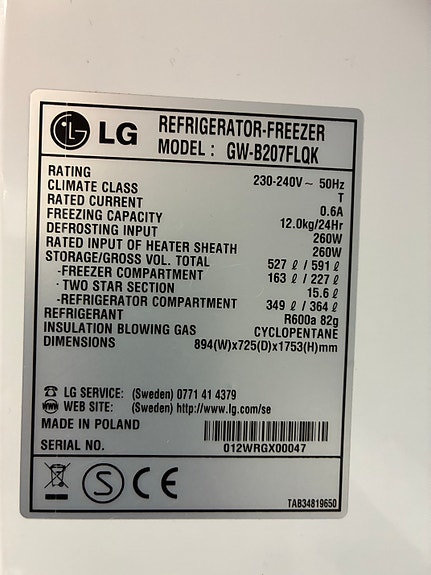 LG REFRIGERATOR-FREEZER
MODEL : GW-B207FLQK
RATING 230-240V ~ 50Hz
CLIMATE CLASS T
RATED CURRENT 0.6A
FREEZING CAPACITY 12.0kg/24Hr
DEFROSTING INPUT 260W
RATED INPUT OF HEATER SHEATH 260W
STORAGE/GROSS VOL. TOTAL 527 ℓ / 591 ℓ
-FREEZER COMPARTMENT 163 ℓ / 227 ℓ
· TWO STAR SECTION 15.6 ℓ
-REFRIGERATOR COMPARTMENT 349 ℓ / 364 ℓ
REFRIGERANT R600a 82g
INSULATION BLOWING GAS CYCLOPENTANE
DIMENSIONS 894(W)x725(D)x1753(H)mm
LG SERVICE: (Sweden) 0771 41 4379
WEB SITE: (Sweden) http://www.lg.com/se
MADE IN POLAND
SERIAL NO. 012WRGX00047
S CE
TAB34819650